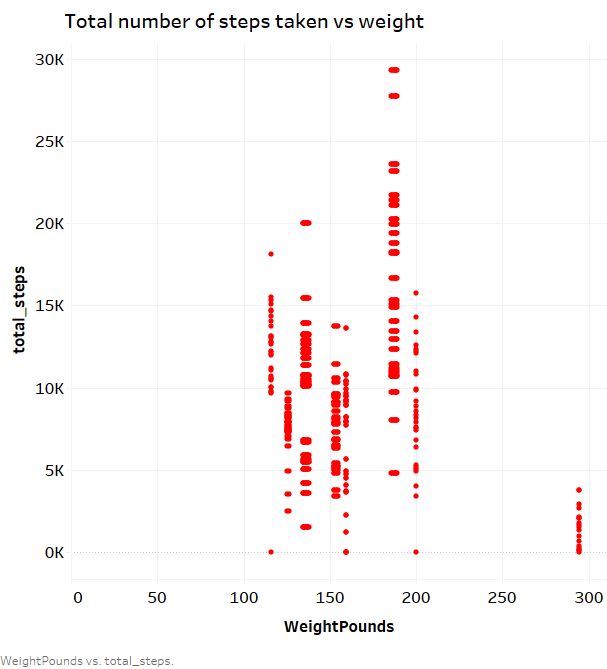 Total number of steps taken vs weight
30K
25K
20K
15K
10K
5K
0K
total_steps
0 50 100 150 200 250 300
WeightPounds
WeightPounds vs. total_steps.